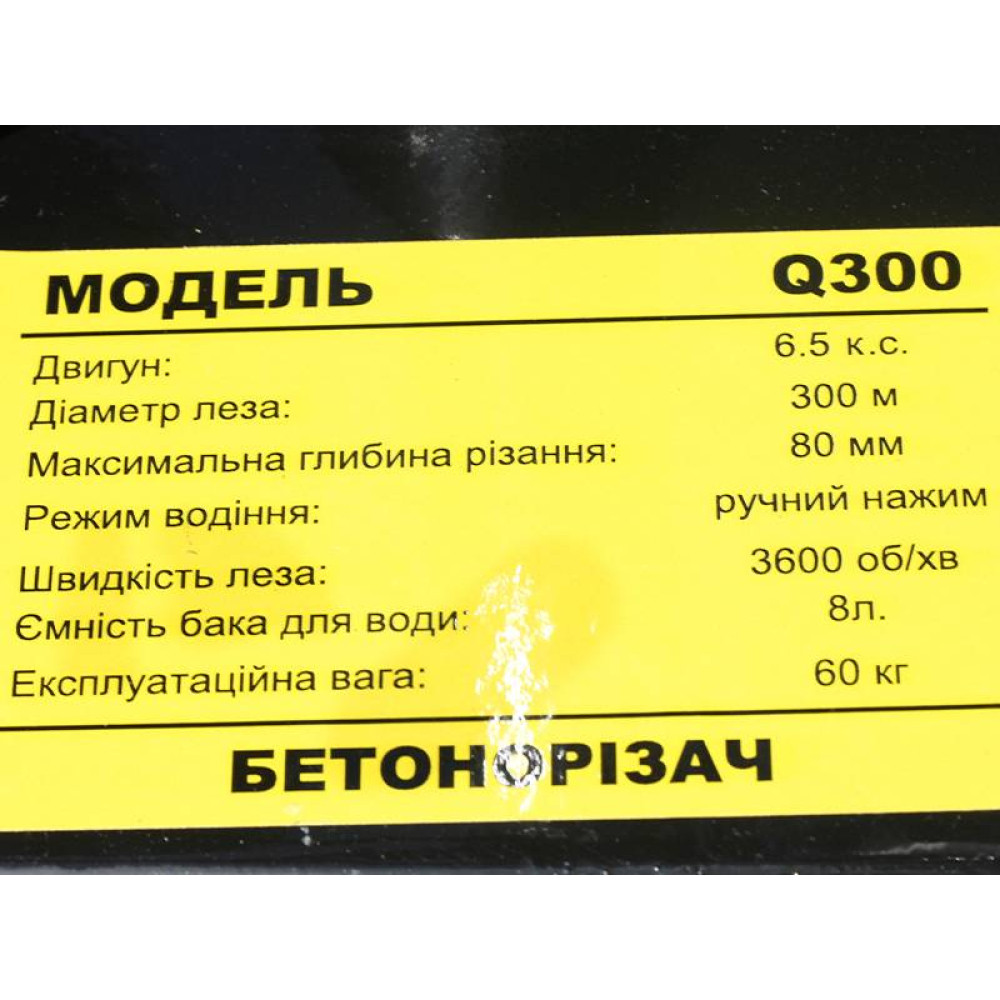 МОДЕЛЬ Q300
Двигун: 6.5 к.с.
Діаметр леза: 300 м
Максимальна глибина різання: 80 мм
Режим водіння: ручний нажим
Швидкість леза: 3600 об/хв
Ємність бака для води: 8л.
Експлуатаційна вага: 60 кг
БЕТОНОРІЗАЧ